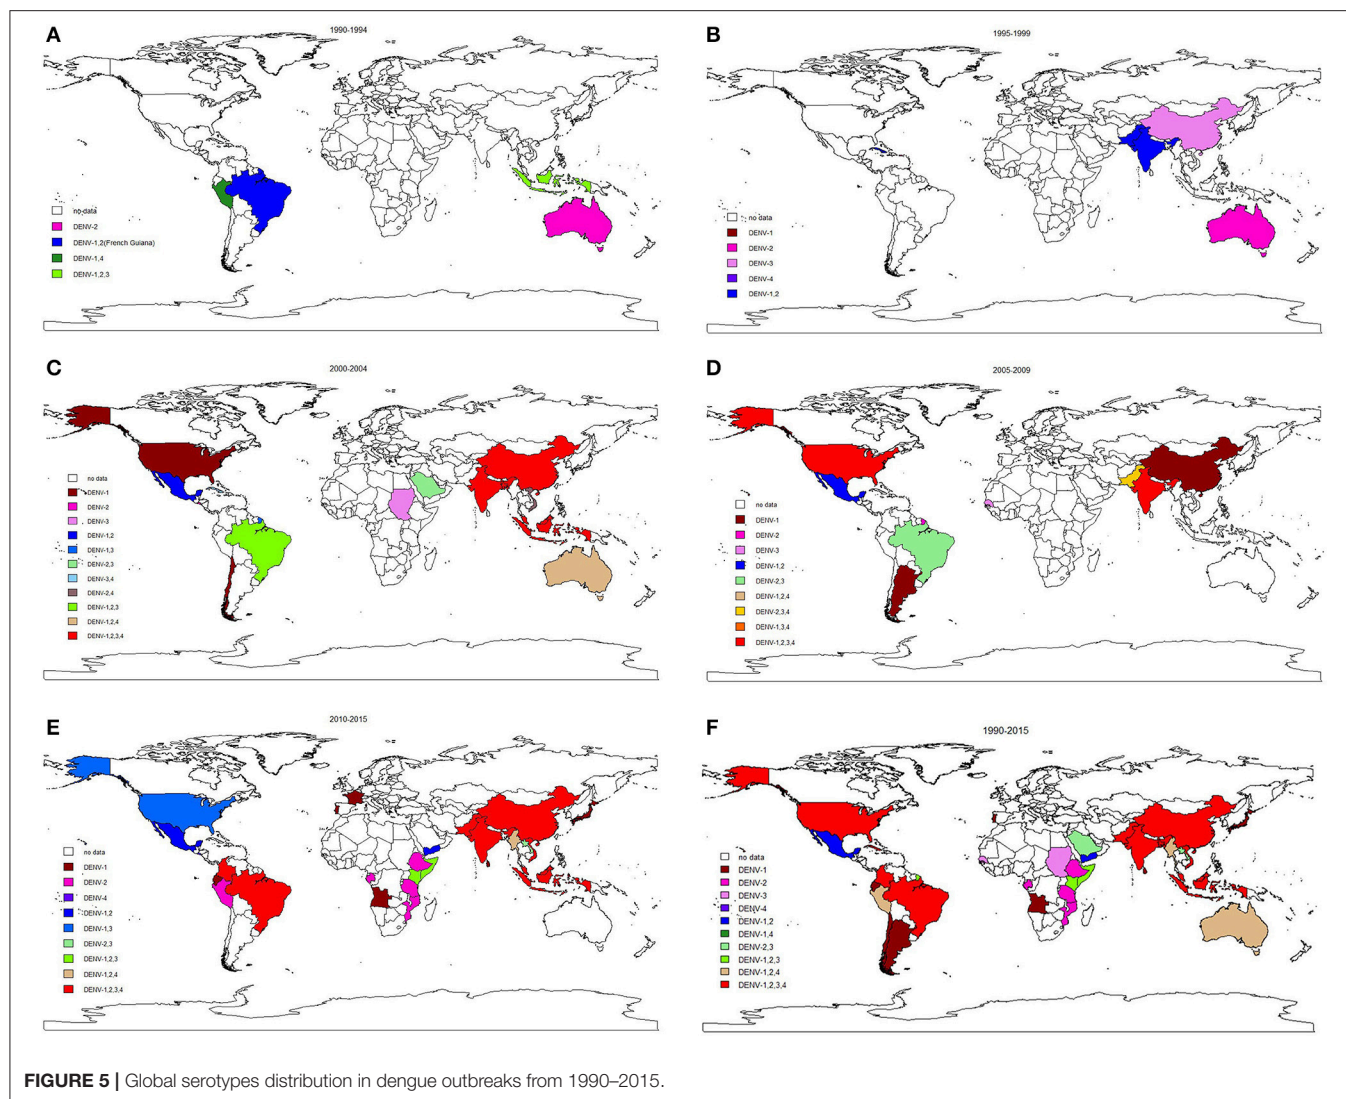 A
1990-1994
no data
DENV-2
DENV-1,2(French Guiana)
DENV-1,4
DENV-1,2,3
B
1995-1999
no data
DENV-1
DENV-2
DENV-3
DENV-4
DENV-1,2
C
2000-2004
no data
DENV-1
DENV-2
DENV-3
DENV-1,2
DENV-1,3
DENV-2,3
DENV-3,4
DENV-2,4
DENV-1,2,3
DENV-1,2,4
DENV-1,2,3,4
D
2005-2009
no data
DENV-1
DENV-2
DENV-3
DENV-1,2
DENV-2,3
DENV-1,2,4
DENV-2,3,4
DENV-1,3,4
DENV-1,2,3,4
E
2010-2015
no data
DENV-1
DENV-2
DENV-4
DENV-1,2
DENV-1,3
DENV-2,3
DENV-1,2,3
DENV-1,2,4
DENV-1,2,3,4
F
1990-2015
no data
DENV-1
DENV-2
DENV-3
DENV-4
DENV-1,2
DENV-1,4
DENV-2,3
DENV-1,2,3
DENV-1,2,4
DENV-1,2,3,4
FIGURE 5 | Global serotypes distribution in dengue outbreaks from 1990–2015.